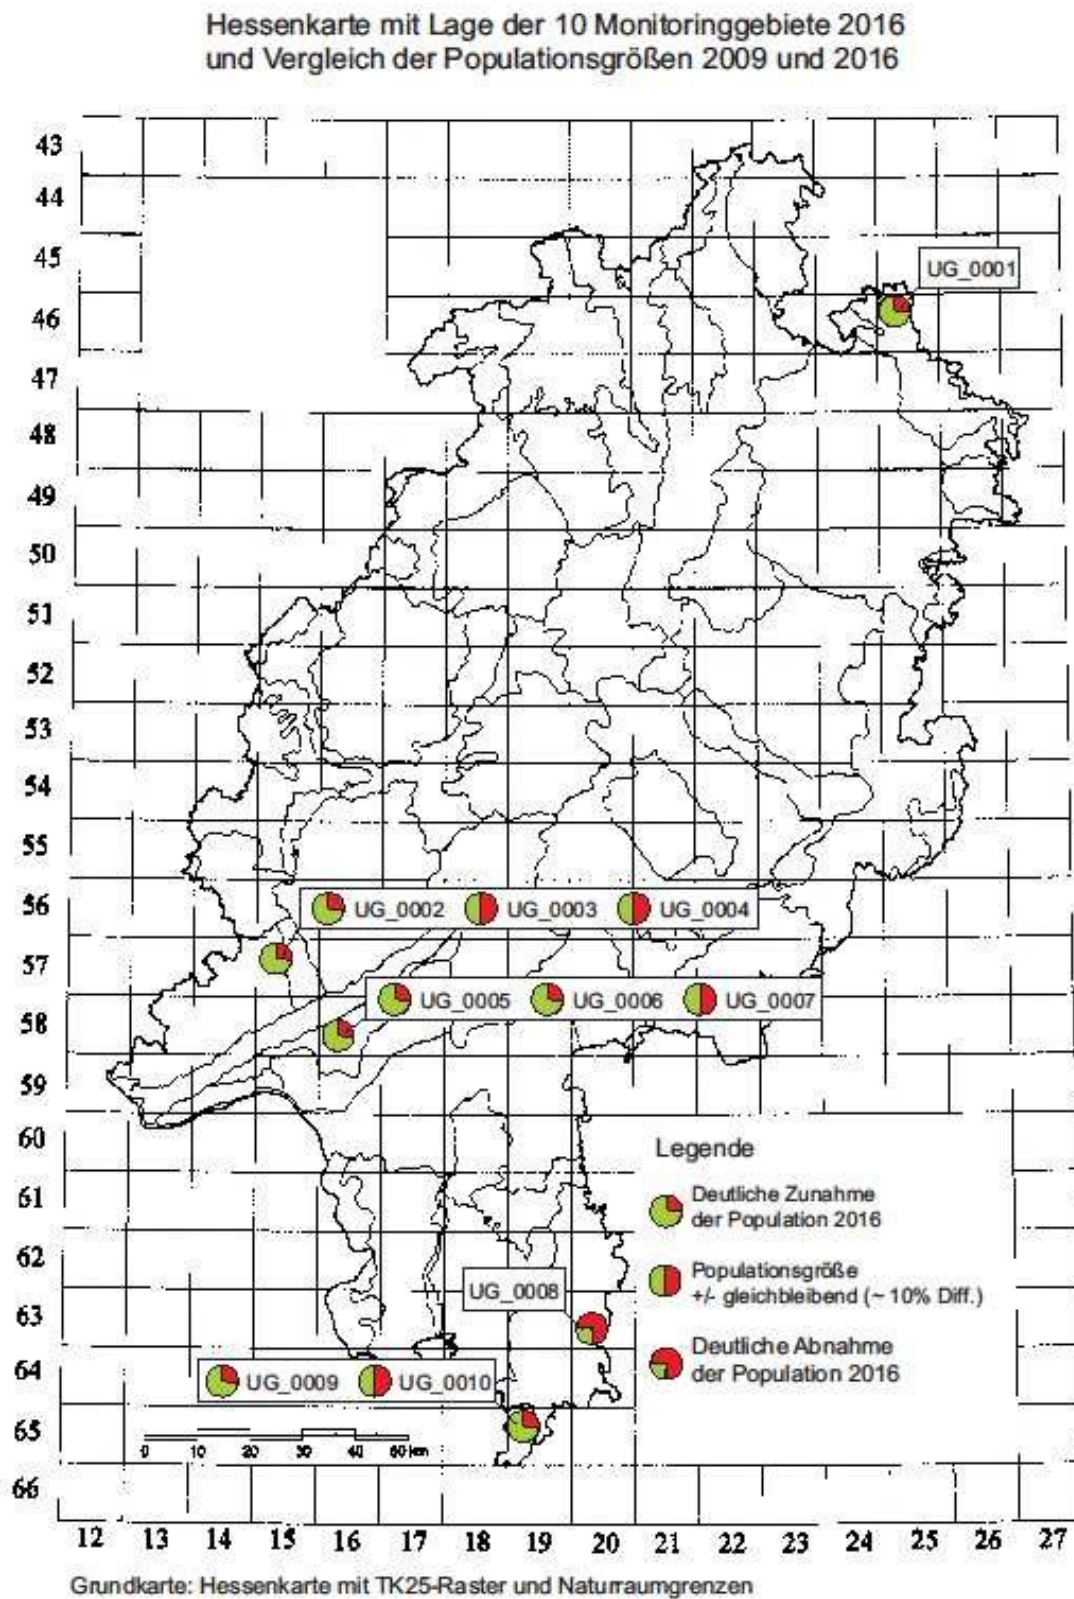 Hessenkarte mit Lage der 10 Monitoringgebiete 2016
und Vergleich der Populationsgrößen 2009 und 2016
43
44
45
UG_0001
46
47
48
49
50
51
52
53
54
55
56
UG_0002 UG_0003 UG_0004
57
UG_0005 UG_0006 UG_0007
58
59
60
Legende
61
Deutliche Zunahme
der Population 2016
62
Populationsgröße
+/- gleichbleibend (~ 10% Diff.)
UG_0008
63
Deutliche Abnahme
der Population 2016
64
UG_0009 UG_0010
65
0 10 20 30 40 50 km
66
12 13 14 15 16 17 18 19 20 21 22 23 24 25 26 27
Grundkarte: Hessenkarte mit TK25-Raster und Naturraumgrenzen